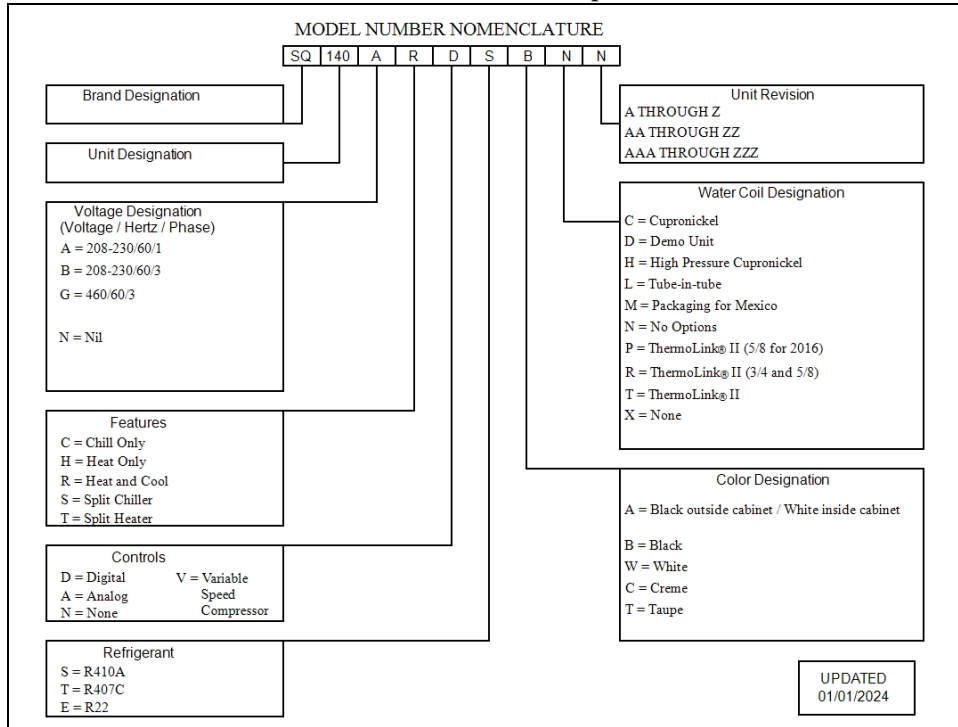 MODEL NUMBER NOMENCLATURE
SQ 140 A R D S B N N
Brand Designation
Unit Designation
Voltage Designation
(Voltage / Hertz / Phase)
A = 208-230/60/1
B = 208-230/60/3
G = 460/60/3
N = Nil
Features
C = Chill Only
H = Heat Only
R = Heat and Cool
S = Split Chiller
T = Split Heater
Controls
D = Digital
A = Analog
N = None
V = Variable
Speed
Compressor
Refrigerant
S = R410A
T = R407C
E = R22
Unit Revision
A THROUGH Z
AA THROUGH ZZ
AAA THROUGH ZZZ
Water Coil Designation
C = Cupronickel
D = Demo Unit
H = High Pressure Cupronickel
L = Tube-in-tube
M = Packaging for Mexico
N = No Options
P = ThermoLink® II (5/8 for 2016)
R = ThermoLink® II (3/4 and 5/8)
T = ThermoLink® II
X = None
Color Designation
A = Black outside cabinet / White inside cabinet
B = Black
W = White
C = Creme
T = Taupe
UPDATED
01/01/2024